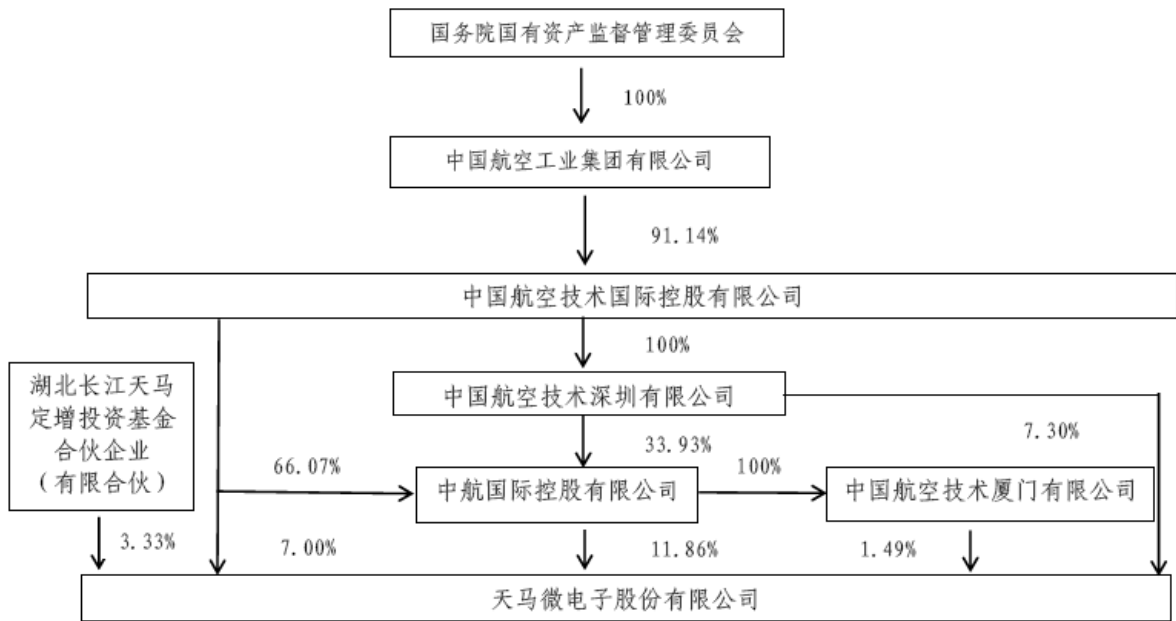 国务院国有资产监督管理委员会
100%
中国航空工业集团有限公司
91.14%
中国航空技术国际控股有限公司
100%
湖北长江天马
定增投资基金
合伙企业
（有限合伙）
中国航空技术深圳有限公司
33.93%
7.30%
66.07%
100%
中航国际控股有限公司
中国航空技术厦门有限公司
3.33%
7.00%
11.86%
1.49%
天马微电子股份有限公司